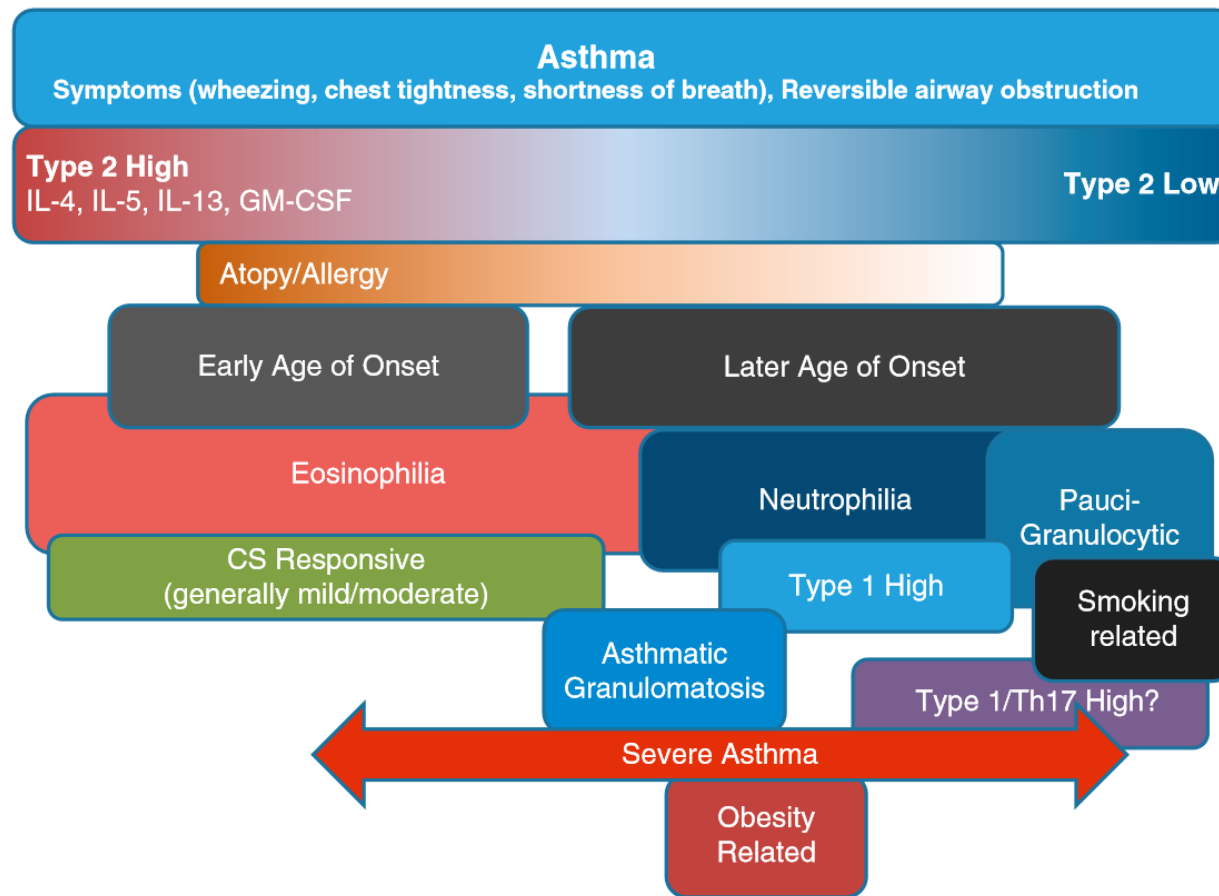 Asthma
Symptoms (wheezing, chest tightness, shortness of breath), Reversible airway obstruction
Type 2 High
IL-4, IL-5, IL-13, GM-CSF
Type 2 Low
Atopy/Allergy
Early Age of Onset
Later Age of Onset
Eosinophilia
Neutrophilia
Pauci-
Granulocytic
CS Responsive
(generally mild/moderate)
Type 1 High
Smoking
related
Asthmatic
Granulomatosis
Type 1/Th17 High?
Severe Asthma
Obesity
Related